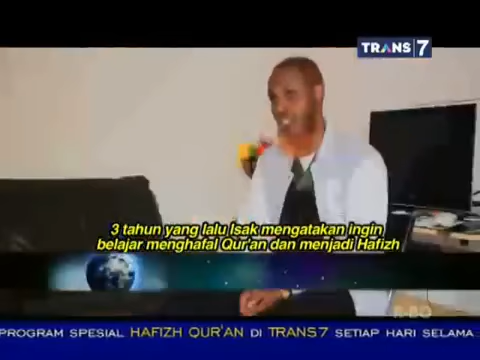 TRANS 7
3 tahun yang lalu Isak mengatakan ingin
belajar menghafal Qur'an dan menjadi Hafizh
R-BO
PROGRAM SPESIAL HAFIZH QUR'AN DI TRANS7 SETIAP HARI SELAMA